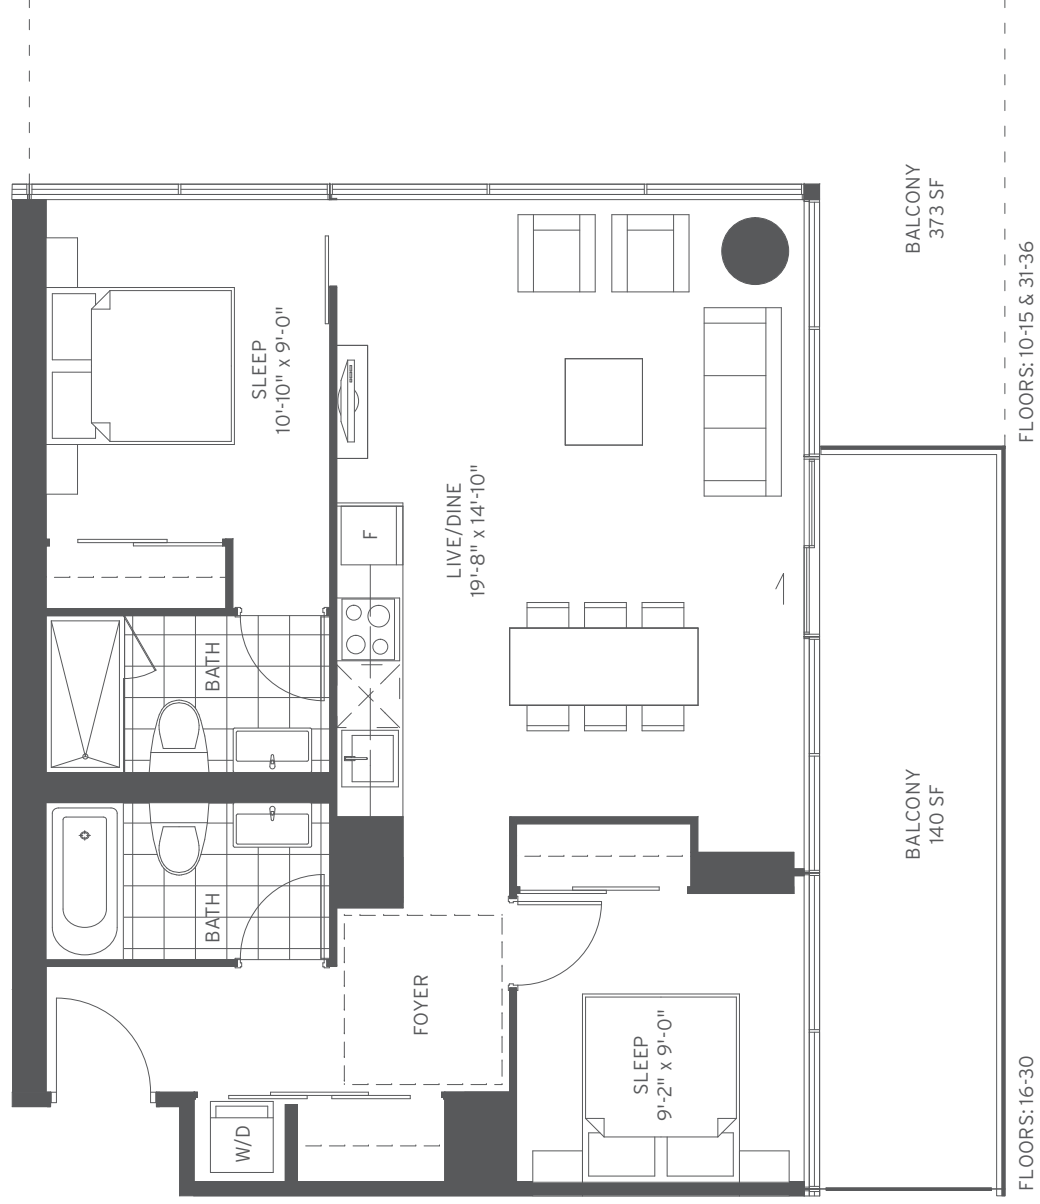 BALCONY
373 SF
FLOORS: 10-15 & 31-36
SLEEP
10'-10" x 9'-0"
LIVE/DINE
19'-8" x 14'-10"
F
BATH
BALCONY
140 SF
BATH
FOYER
SLEEP
9'-2" x 9'-0"
W/D
FLOORS: 16-30